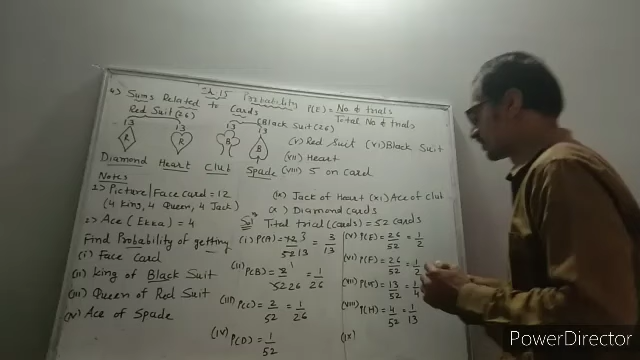 Ch.15 Probability
4) Sums Related to Cards P(E) = No of trials / Total No of trials
Red Suit (26) Black Suit (26)
13 13 13 13
R R B B
Diamond Heart Club Spade
(v) Red Suit (vi) Black Suit
(vii) Heart
(viii) 5 on Card
(ix) Jack of Heart (xi) Ace of club
(x) Diamond cards
Notes
1) Picture/Face card = 12
(4 King, 4 Queen, 4 Jack)
2) Ace (Ekka) = 4
Find Probability of getting
(i) Face Card
(ii) King of Black Suit
(iii) Queen of Red Suit
(iv) Ace of Spade
Total trial (cards) = 52 cards
(i) P(A) = 12 3 / 52 13 = 3/13
(ii) P(B) = 2 1 / 52 26 = 1/26
(iii) P(C) = 2/52 = 1/26
(iv) P(D) = 1/52
(v) P(E) = 26/52 = 1/2
(vi) P(F) = 26/52 = 1/2
(vii) = 13/52 = 1/4
(viii) P(H) = 4/52 = 1/13
(ix)
PowerDirector